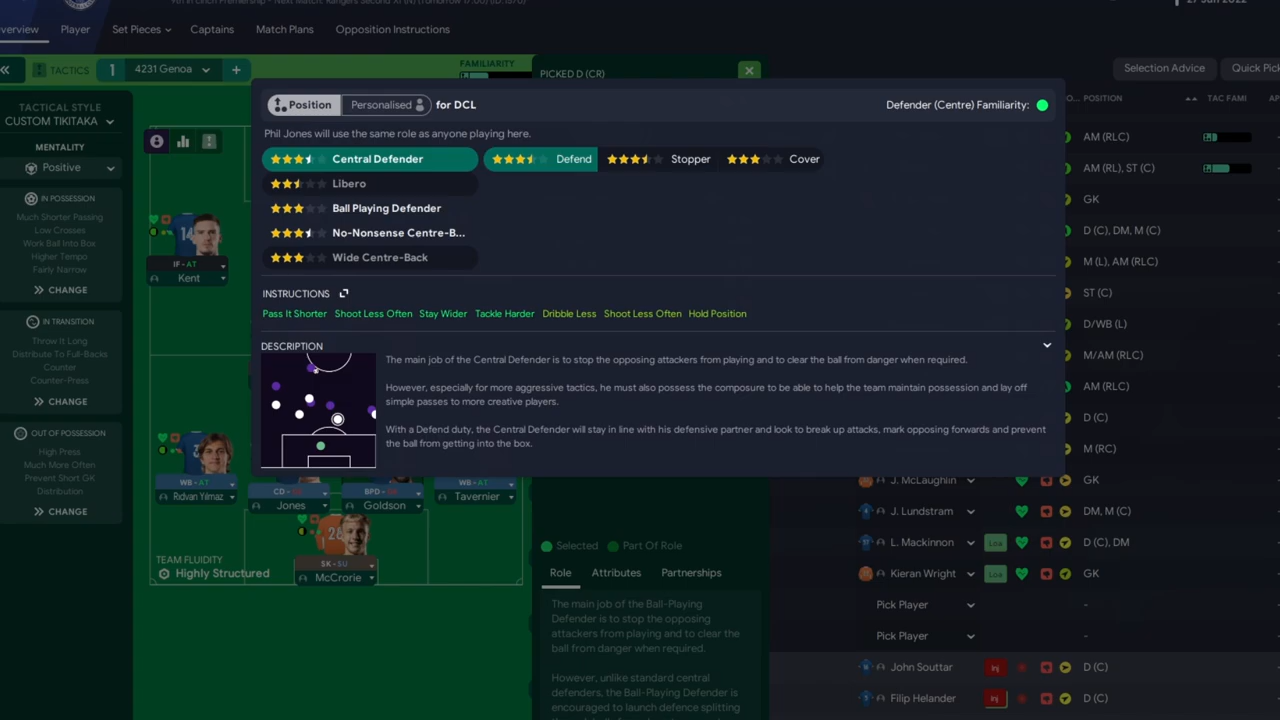 verview
Player
Set Pieces
Captains
Match Plans
Opposition Instructions
27 Jun 2022
TACTICS
1
4231 Genoa
+
FAMILIARITY
PICKED D (CR)
Selection Advice
Quick Pic
TACTICAL STYLE
CUSTOM TIKITAKA
MENTALITY
Positive
IN POSSESSION
Much Shorter Passing
Low Crosses
Work Ball Into Box
Higher Tempo
Fairly Narrow
CHANGE
IN TRANSITION
Throw It Long
Distribute To Full-Backs
Counter
Counter-Press
CHANGE
OUT OF POSSESSION
High Press
Much More Often
Prevent Short GK
Distribution
CHANGE
Position
Personalised
for DCL
Defender (Centre) Familiarity:
Phil Jones will use the same role as anyone playing here.
Central Defender
Defend
Stopper
Cover
Libero
Ball Playing Defender
No-Nonsense Centre-B...
Wide Centre-Back
INSTRUCTIONS
Pass It Shorter Shoot Less Often Stay Wider Tackle Harder Dribble Less Shoot Less Often Hold Position
DESCRIPTION
The main job of the Central Defender is to stop the opposing attackers from playing and to clear the ball from danger when required.
However, especially for more aggressive tactics, he must also possess the composure to be able to help the team maintain possession and lay off
simple passes to more creative players.
With a Defend duty, the Central Defender will stay in line with his defensive partner and look to break up attacks, mark opposing forwards and prevent
the ball from getting into the box.
14
IF - AT
Kent
WB - AT
Ridvan Yilmaz
CD -
Jones
BPD -
Goldson
WB - AT
Tavernier
28
SK - SU
McCrorie
TEAM FLUIDITY
Highly Structured
Selected
Part Of Role
Role
Attributes
Partnerships
The main job of the Ball-Playing
Defender is to stop the opposing
attackers from playing and to clear the
ball from danger when required.
However, unlike standard central
defenders, the Ball-Playing Defender is
encouraged to launch defence splitting
O... POSITION
TAC FAMI
AM (RLC)
AM (RL), ST (C)
GK
D (C), DM, M (C)
M (L), AM (RLC)
ST (C)
D/WB (L)
M/AM (RLC)
AM (RLC)
D (C)
M (RC)
J. McLaughlin
GK
J. Lundstram
DM, M (C)
L. Mackinnon
Loa
D (C), DM
Kieran Wright
Loa
GK
Pick Player
-
Pick Player
-
John Souttar
Inj
D (C)
Filip Helander
Inj
D (C)